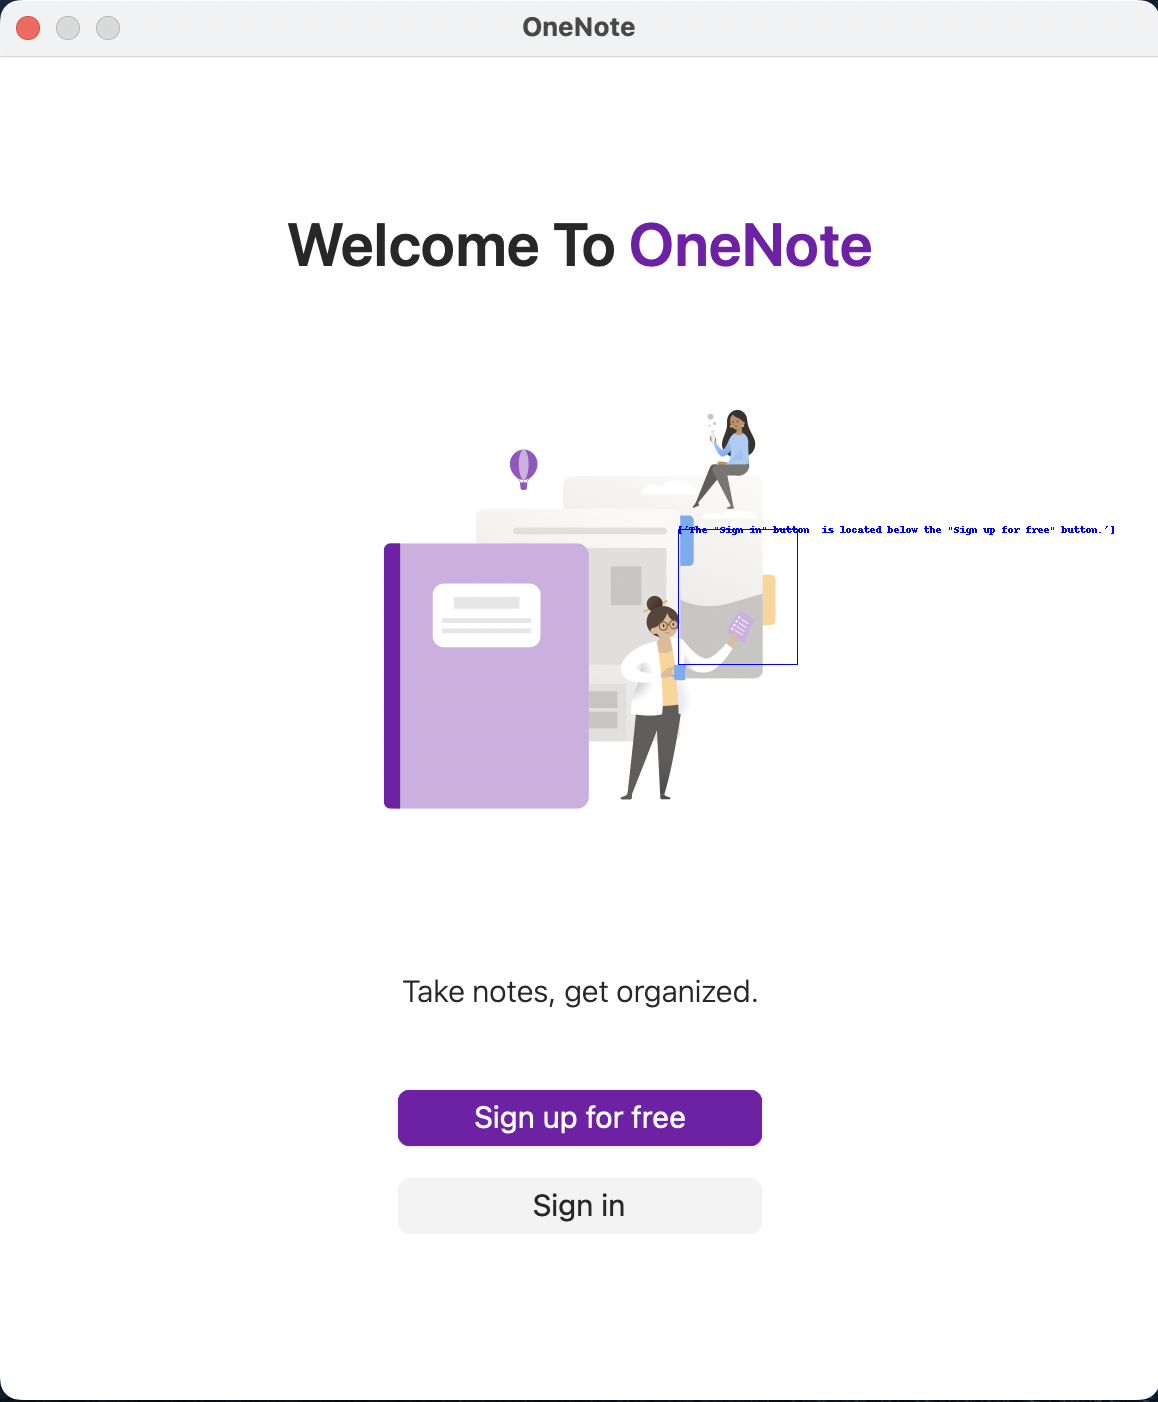 OneNote
Welcome To OneNote
['The "Sign in" button  is located below the "Sign up for free" button.']
Take notes, get organized.
Sign up for free
Sign in